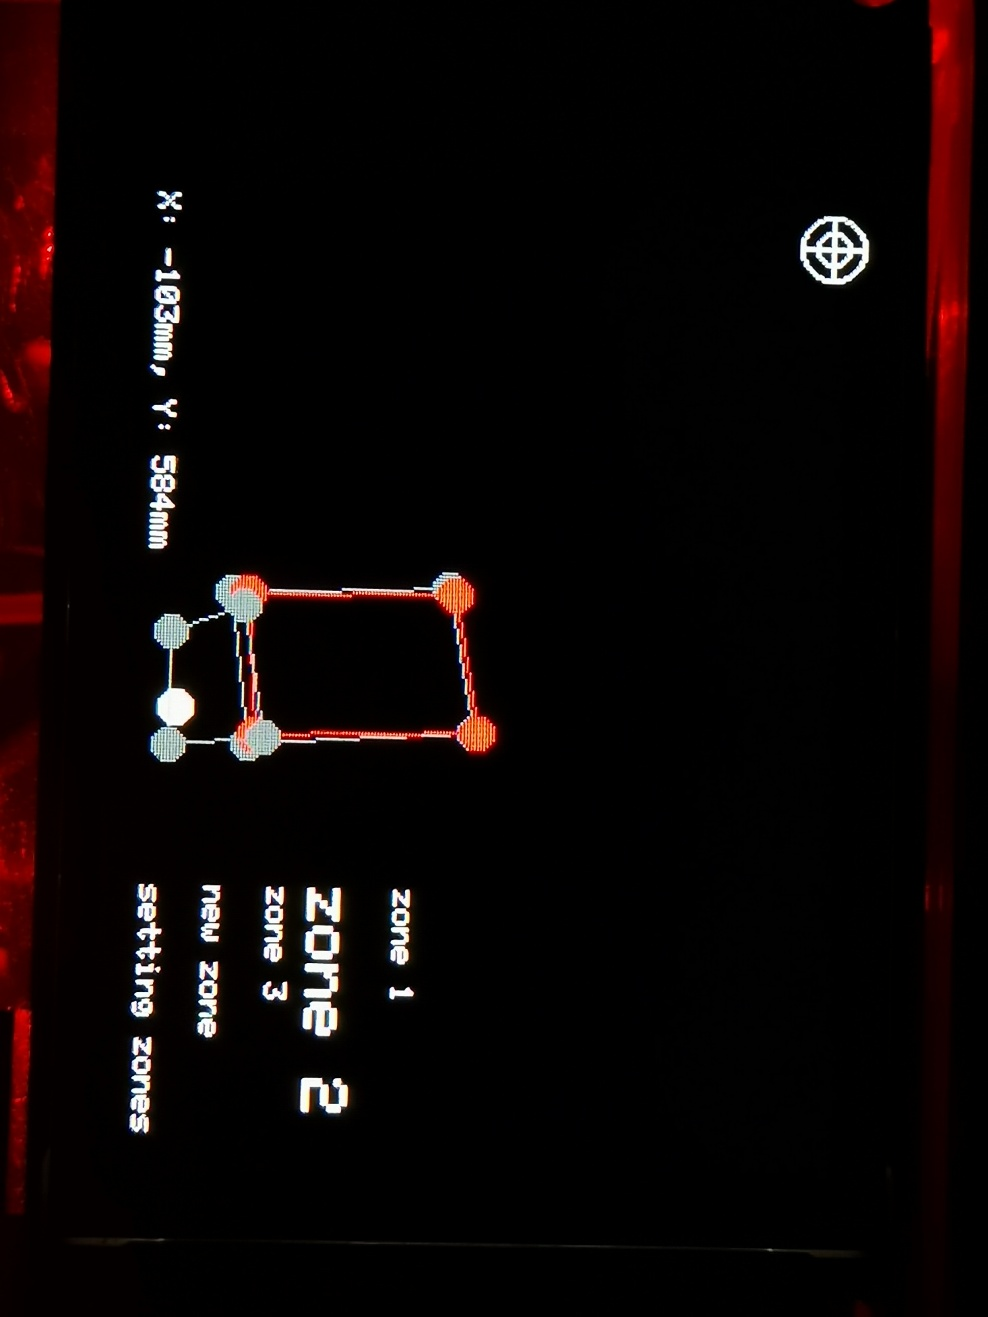 zone 1
zone 2
zone 3
new zone
X: -103mm, Y: 584mm
setting zones